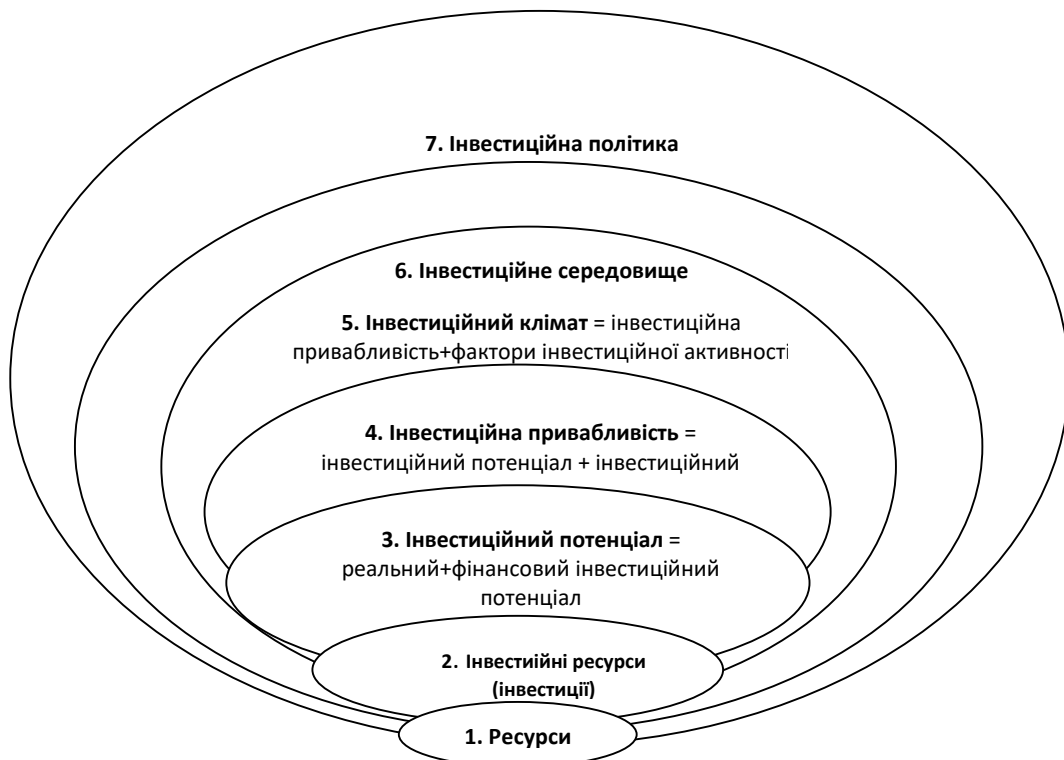 7. Інвестиційна політика
6. Інвестиційне середовище
5. Інвестиційний клімат = інвестиційна
привабливість+фактори інвестиційної активності
4. Інвестиційна привабливість =
інвестиційний потенціал + інвестиційний
3. Інвестиційний потенціал =
реальний+фінансовий інвестиційний
потенціал
2. Інвестиійні ресурси
(інвестиції)
1. Ресурси